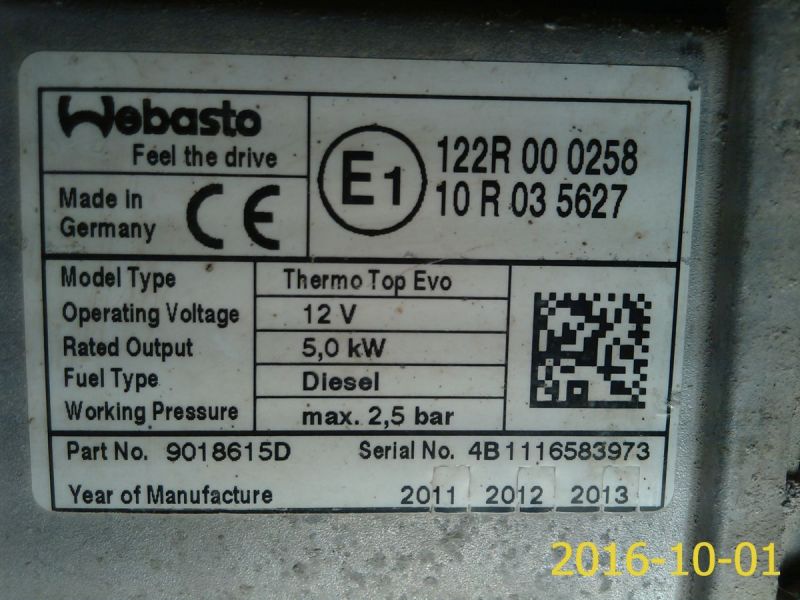 Webasto
Feel the drive
Made in
Germany
CE
E1
122R 00 0258
10 R 03 5627
Model Type Thermo Top Evo
Operating Voltage 12 V
Rated Output 5,0 kW
Fuel Type Diesel
Working Pressure max. 2,5 bar
Part No. 9018615D Serial No. 4B1116583973
Year of Manufacture 2011 2012 2013
2016-10-01